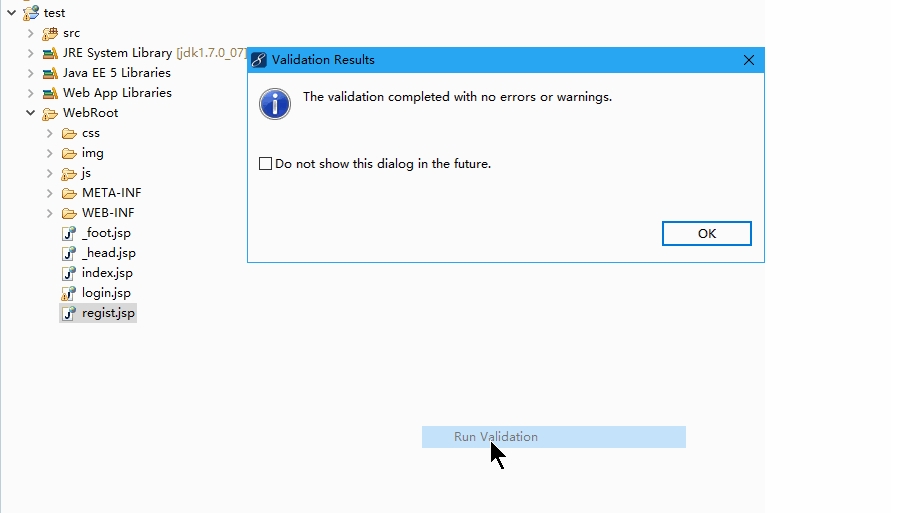 test
src
JRE System Library [jdk1.7.0_07]
Java EE 5 Libraries
Web App Libraries
WebRoot
css
img
js
META-INF
WEB-INF
_foot.jsp
_head.jsp
index.jsp
login.jsp
regist.jsp
Validation Results
The validation completed with no errors or warnings.
Do not show this dialog in the future.
OK
Run Validation